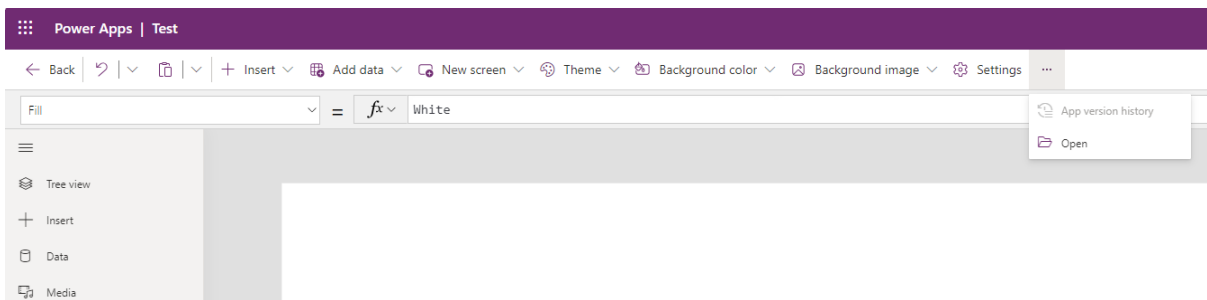 Power Apps | Test
Back Insert Add data New screen Theme Background color Background image Settings ...
Fill = fx White
App version history
Open
Tree view
Insert
Data
Media